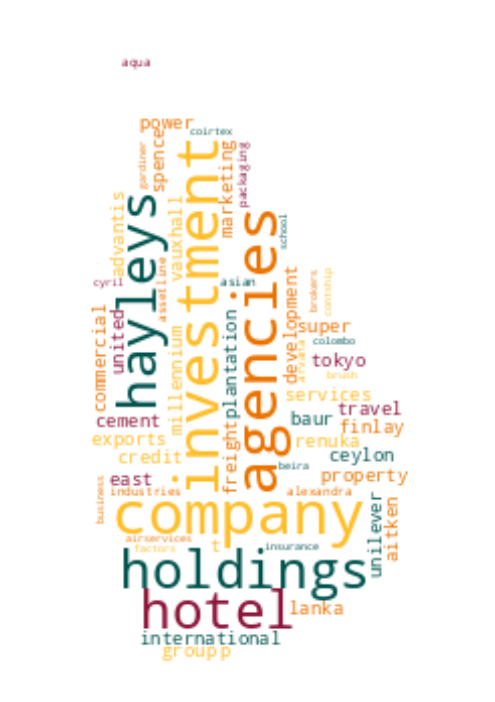 aqua
power
coirtex
gardiner
spence
investment
marketing
packaging
hayleys
advantis
vauxhall
agencies
school
cyril
assetline
asian
development
brokers
contship
commercial
united
millennium
plantation
freight
super
colombo
arvana
tokyo
brush
services
cement
baur
travel
finlay
exports
renuka
credit
ceylon
beira
east
property
business
industries
alexandra
company
unilever
aitken
airservices
factors
t
insurance
holdings
hotel
lanka
international
group p